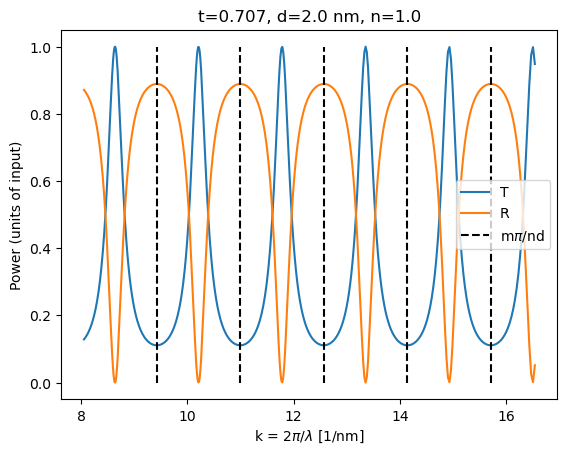 t=0.707, d=2.0 nm, n=1.0
Power (units of input)
1.0
0.8
0.6
0.4
0.2
0.0
T
R
mπ/nd
8
10
12
14
16
k = 2π/λ [1/nm]